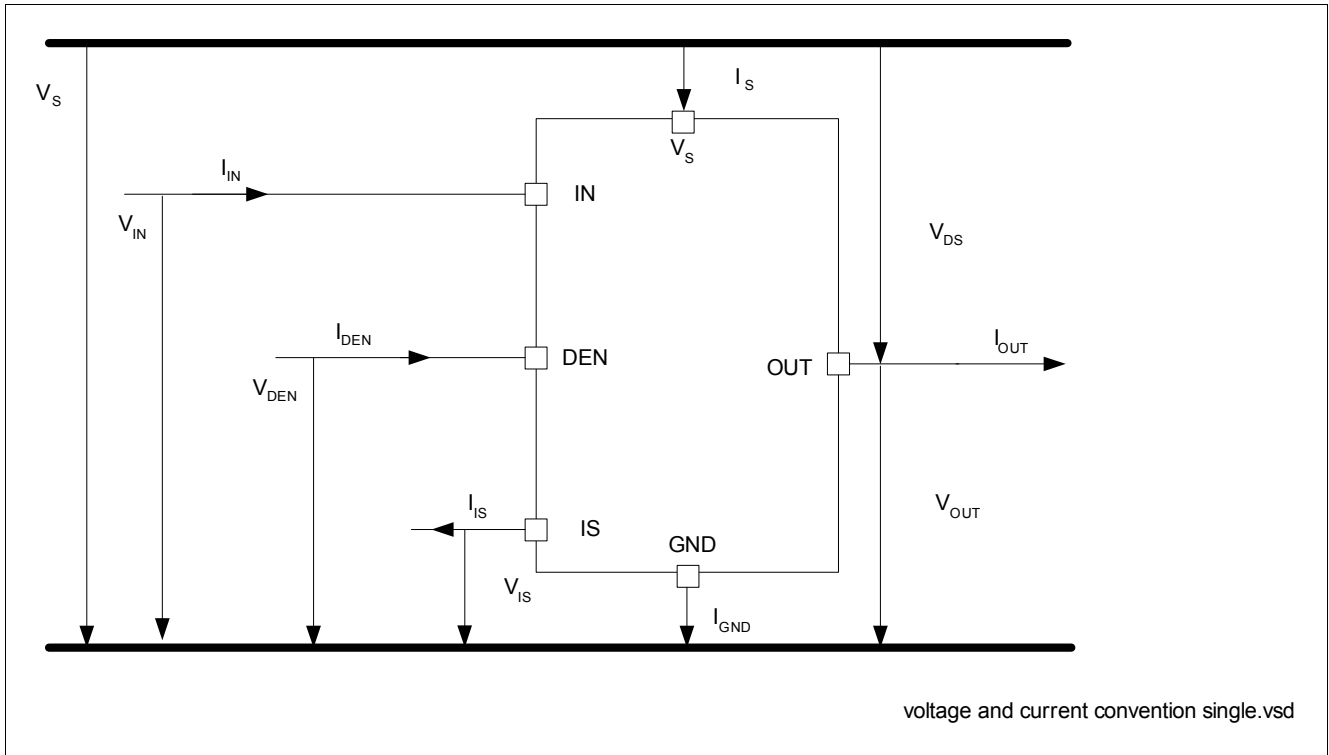 V_S
I_S
V_S
I_IN
IN
V_IN
V_DS
I_DEN
DEN
I_OUT
OUT
V_DEN
I_IS
IS
V_OUT
GND
V_IS
I_GND
voltage and current convention single.vsd